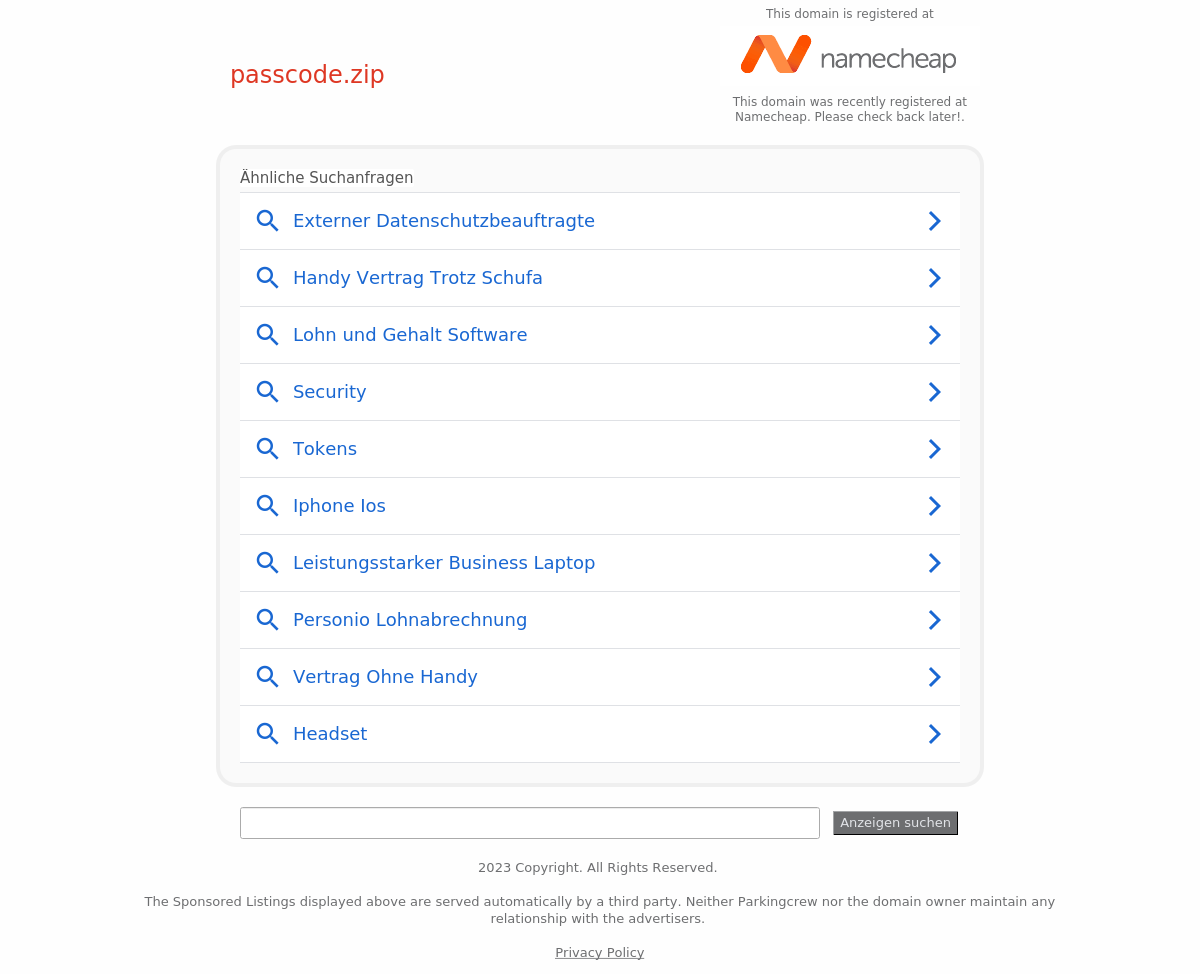 This domain is registered at
passcode.zip
namecheap
This domain was recently registered at
Namecheap. Please check back later!.
Ähnliche Suchanfragen
Externer Datenschutzbeauftragte
Handy Vertrag Trotz Schufa
Lohn und Gehalt Software
Security
Tokens
Iphone Ios
Leistungsstarker Business Laptop
Personio Lohnabrechnung
Vertrag Ohne Handy
Headset
Anzeigen suchen
2023 Copyright. All Rights Reserved.
The Sponsored Listings displayed above are served automatically by a third party. Neither Parkingcrew nor the domain owner maintain any
relationship with the advertisers.
Privacy Policy